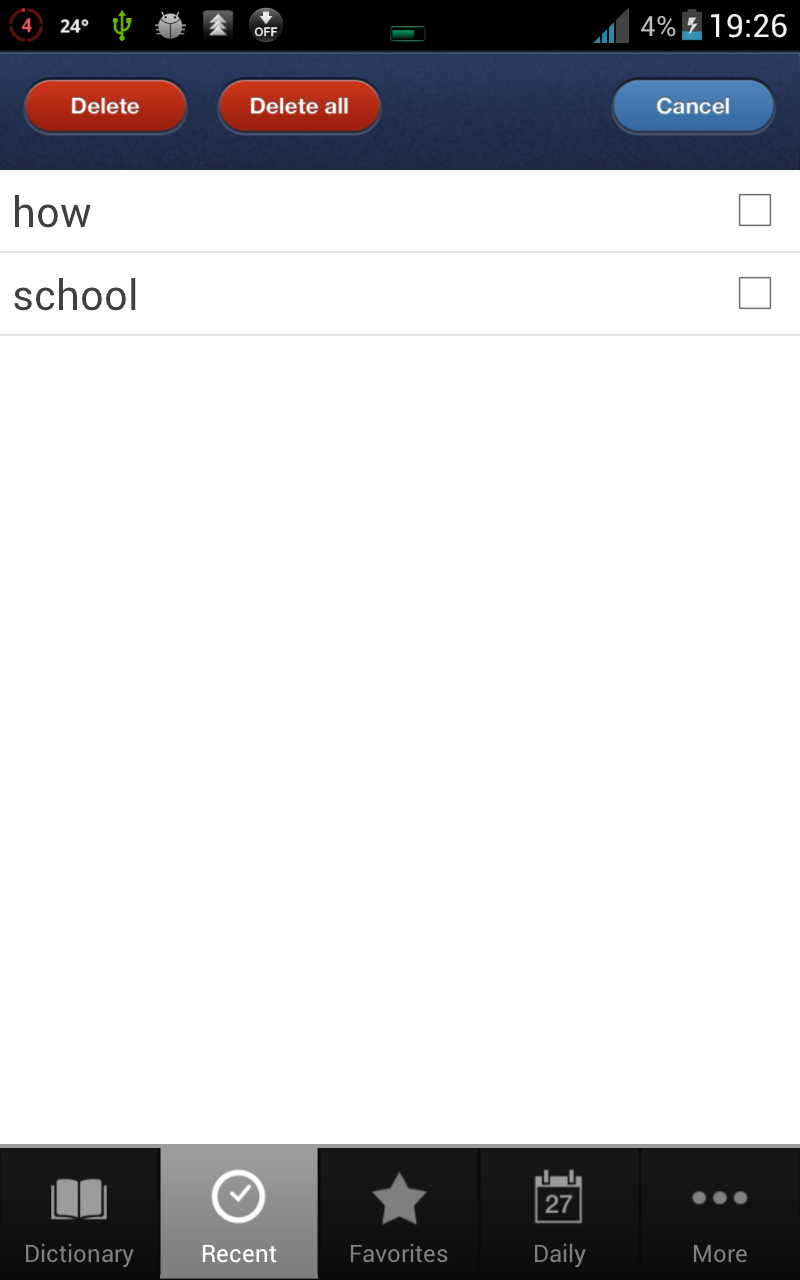 4 24° OFF 4% 19:26
Delete Delete all Cancel
how
school
27
Dictionary Recent Favorites Daily More